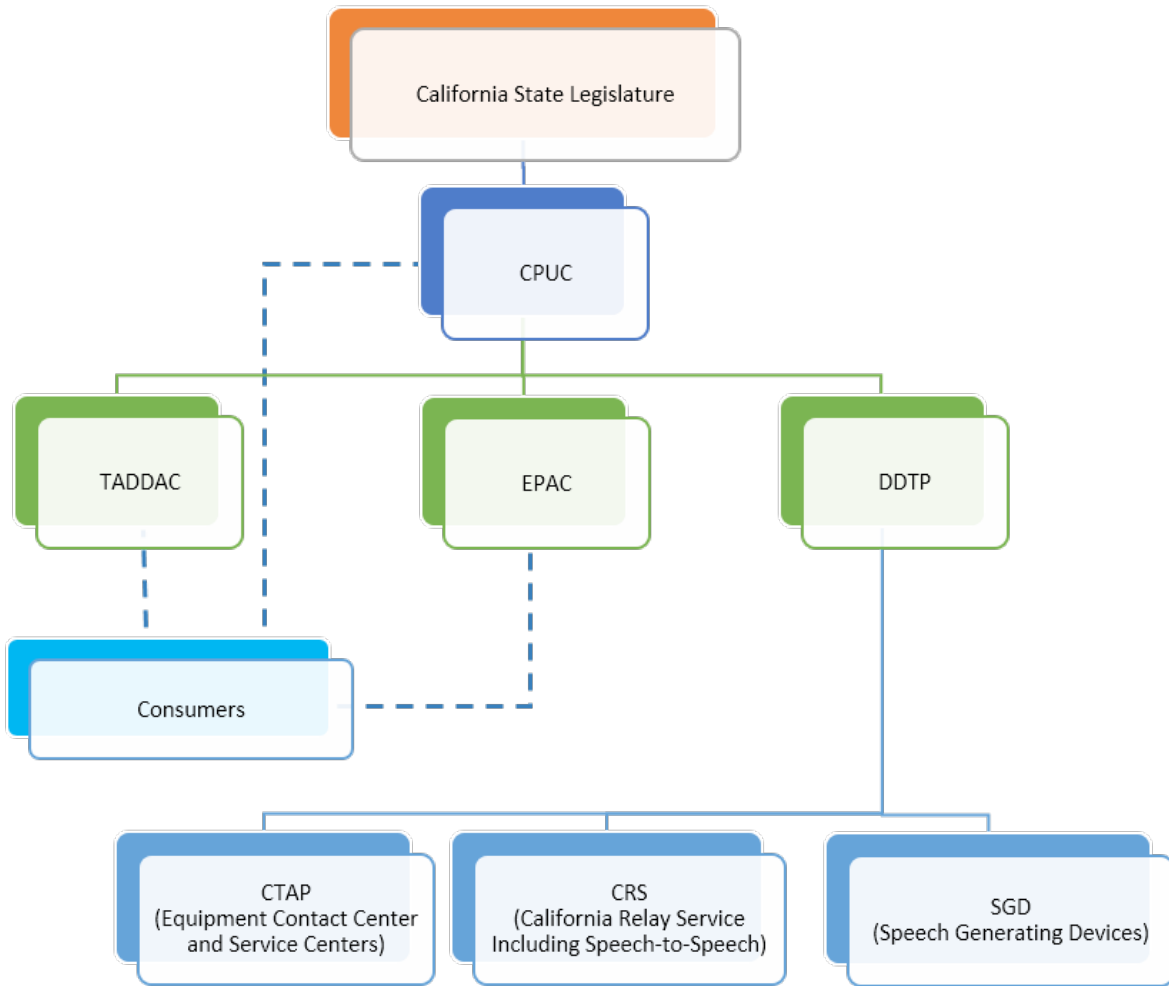 California State Legislature
CPUC
TADDAC
EPAC
DDTP
Consumers
CTAP
(Equipment Contact Center
and Service Centers)
CRS
(California Relay Service
Including Speech-to-Speech)
SGD
(Speech Generating Devices)